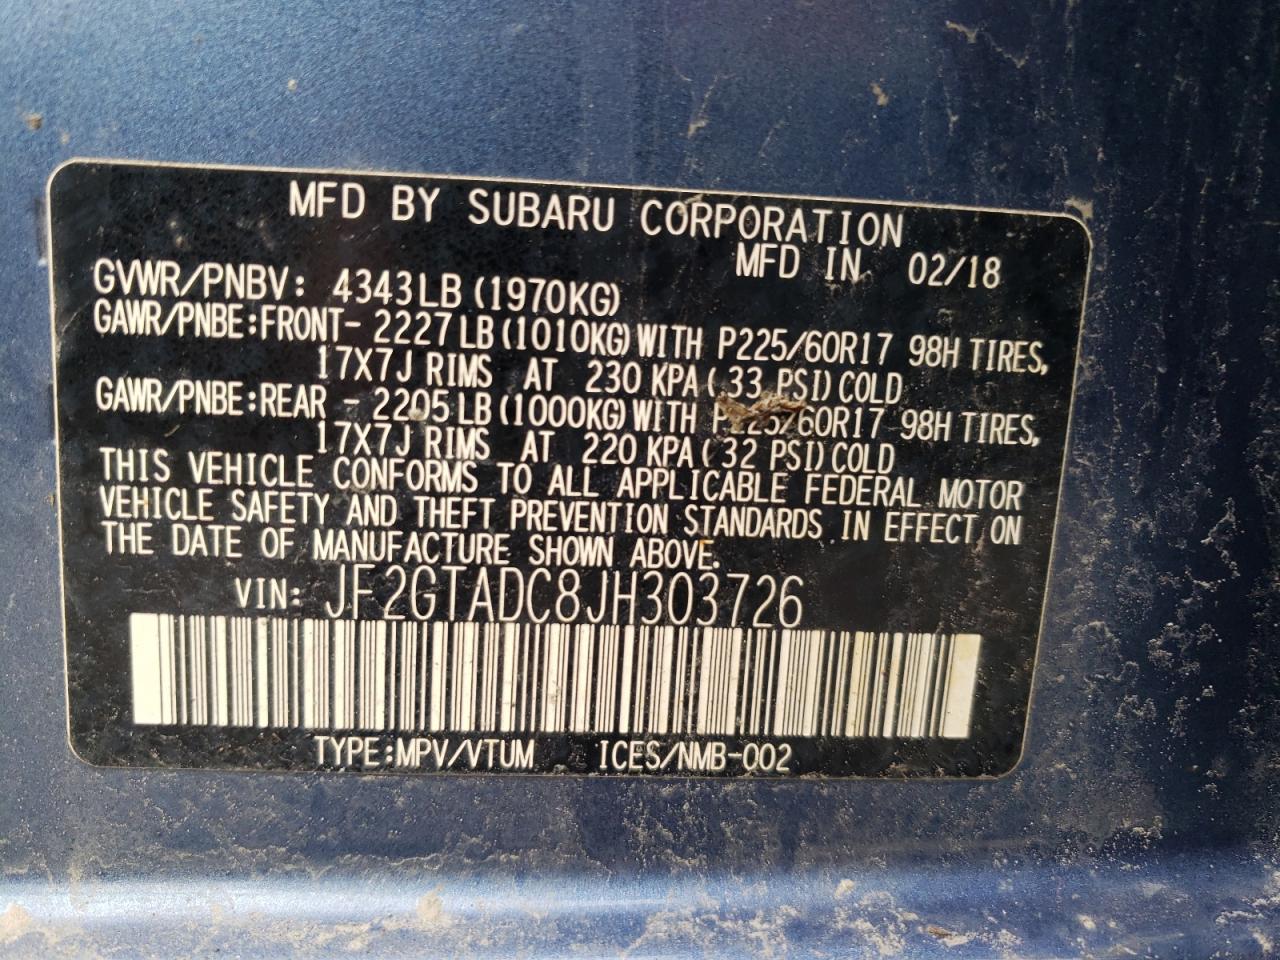 MFD BY SUBARU CORPORATION
MFD IN 02/18
GVWR/PNBV: 4343LB (1970KG)
GAWR/PNBE:FRONT- 2227LB(1010KG)WITH P225/60R17 98H TIRES,
17X7J RIMS AT 230 KPA(33 PSI)COLD
GAWR/PNBE:REAR - 2205LB(1000KG)WITH P225/60R17 98H TIRES,
17X7J RIMS AT 220 KPA(32 PSI)COLD
THIS VEHICLE CONFORMS TO ALL APPLICABLE FEDERAL MOTOR
VEHICLE SAFETY AND THEFT PREVENTION STANDARDS IN EFFECT ON
THE DATE OF MANUFACTURE SHOWN ABOVE.
VIN: JF2GTADC8JH303726
TYPE:MPV/VTUM ICES/NMB-002